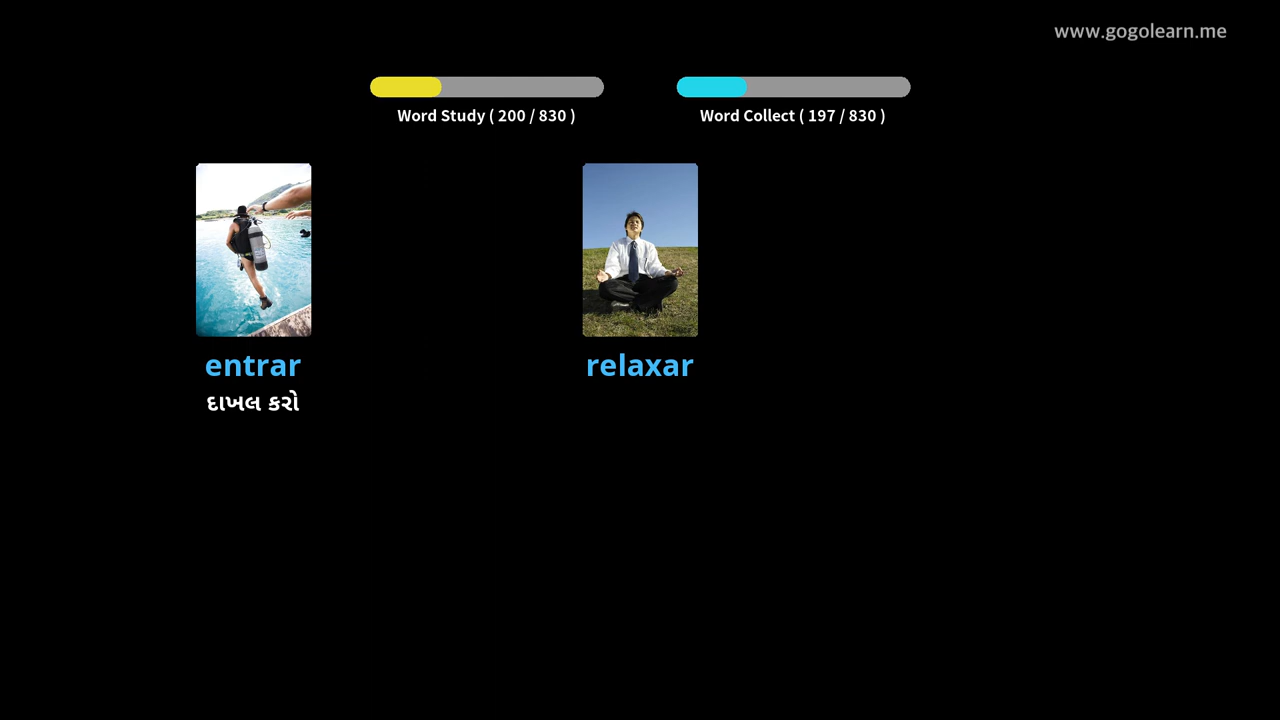 www.gogolearn.me
Word Study ( 200 / 830 )
Word Collect ( 197 / 830 )
entrar
દાખલ કરો
relaxar